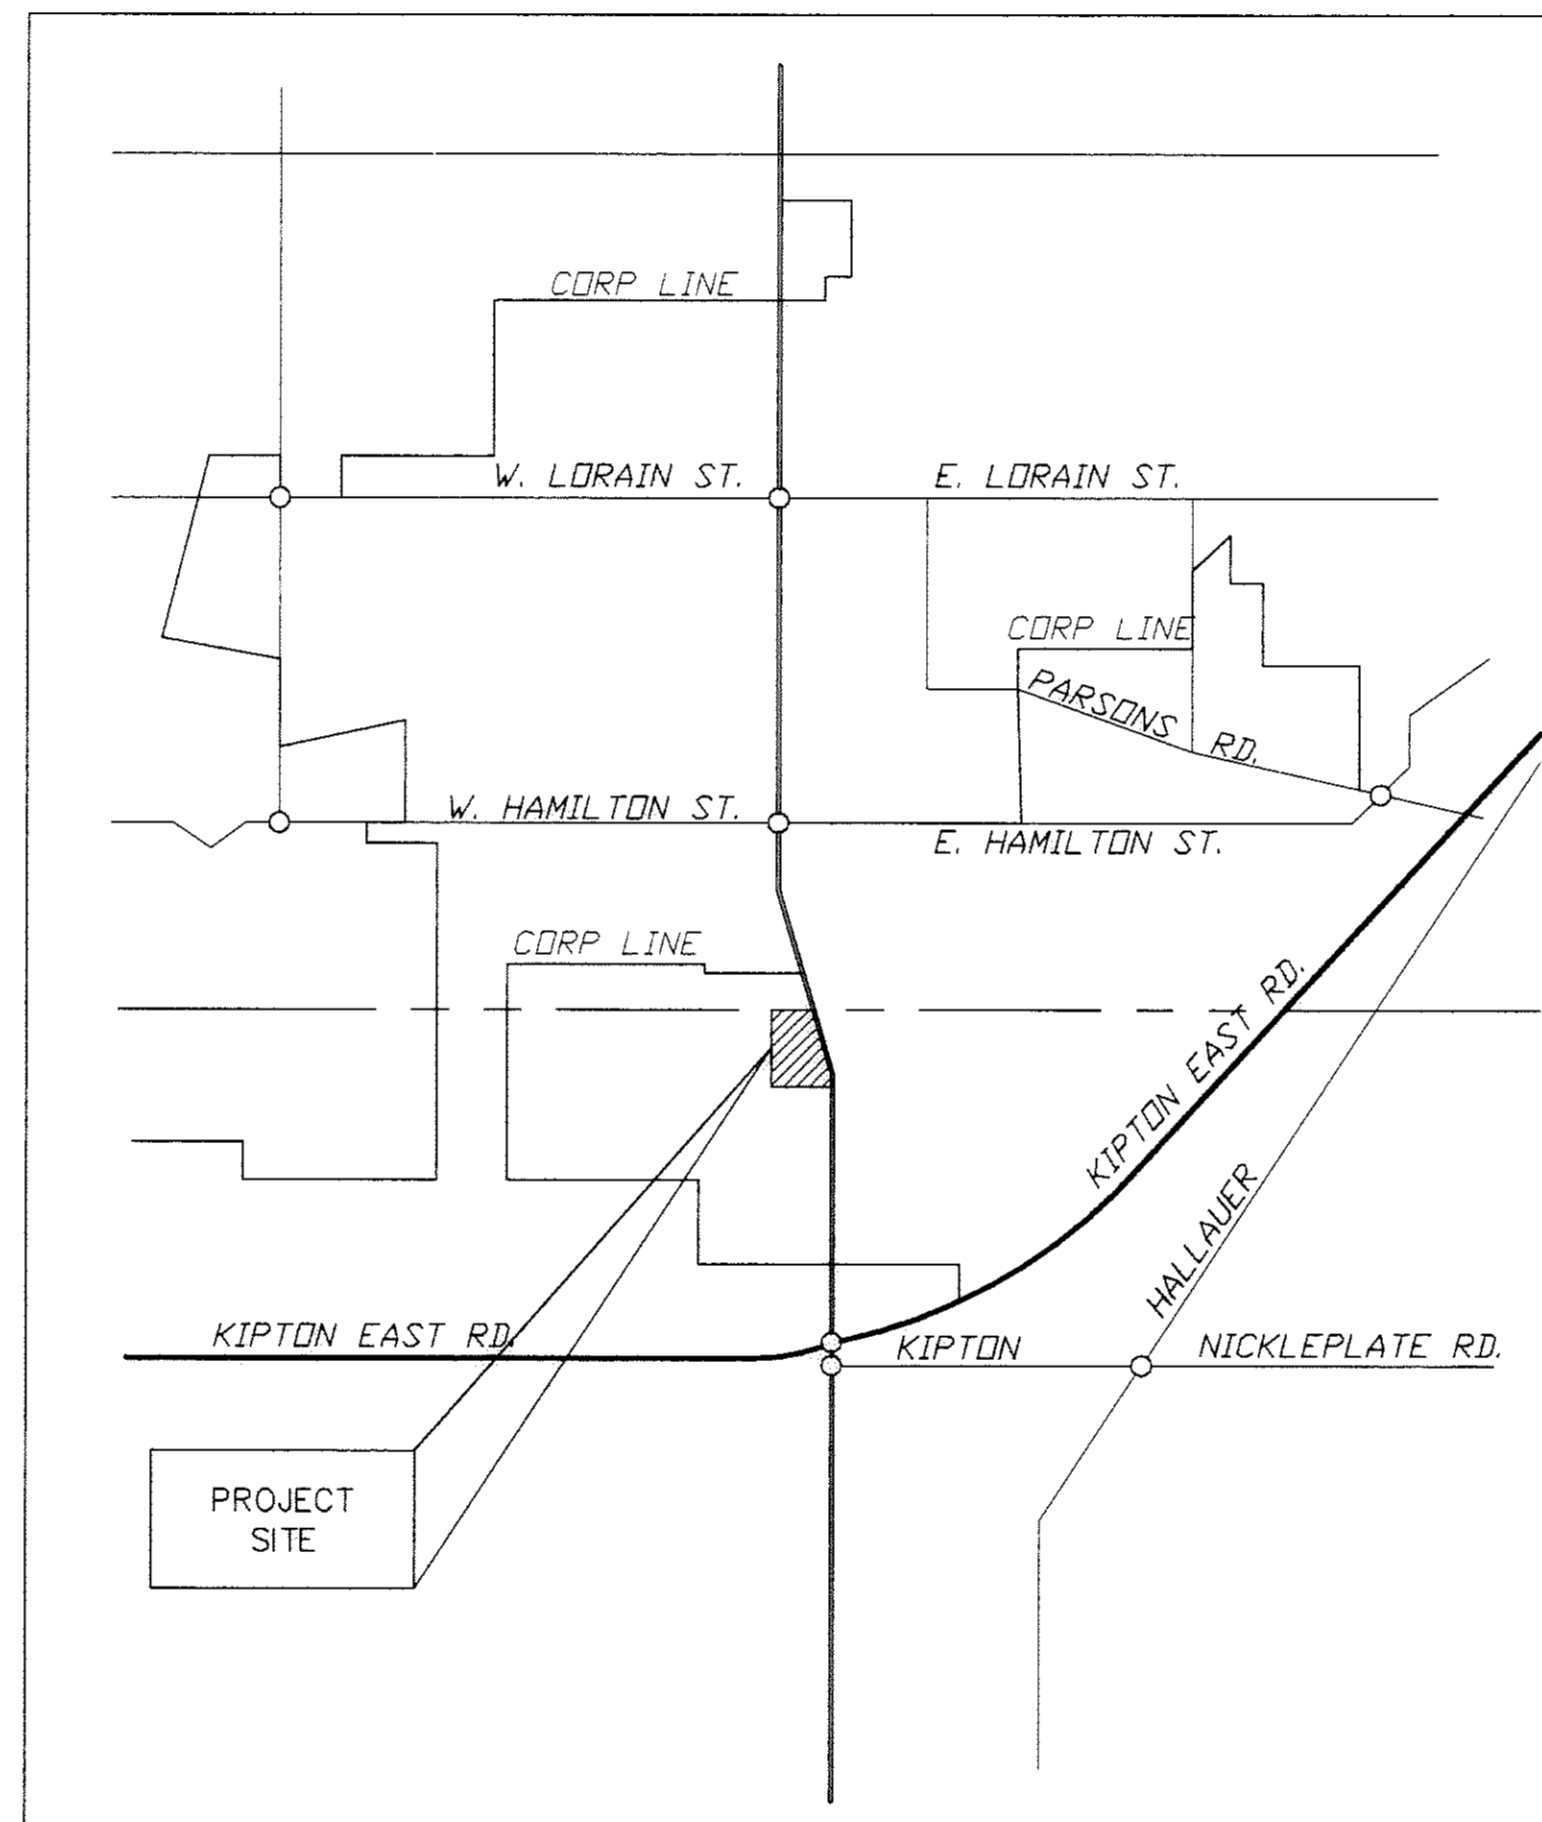 CORP LINE
W. LORAIN ST.
E. LORAIN ST.
CORP LINE
PARSONS RD.
W. HAMILTON ST.
E. HAMILTON ST.
CORP LINE
KIPTON EAST RD.
HALLAUER
KIPTON EAST RD.
KIPTON NICKLEPLATE RD.
PROJECT
SITE